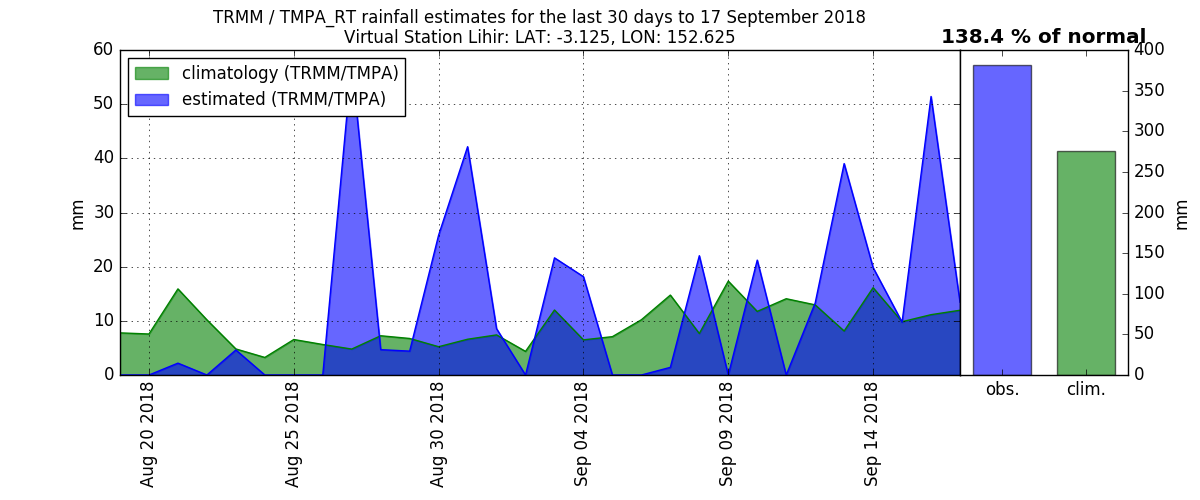 TRMM / TMPA_RT rainfall estimates for the last 30 days to 17 September 2018
Virtual Station Lihir: LAT: -3.125, LON: 152.625
138.4 % of normal
climatology (TRMM/TMPA)
estimated (TRMM/TMPA)
60
50
40
30
20
10
0
mm
Aug 20 2018
Aug 25 2018
Aug 30 2018
Sep 04 2018
Sep 09 2018
Sep 14 2018
400
350
300
250
200
150
100
50
0
mm
obs.
clim.